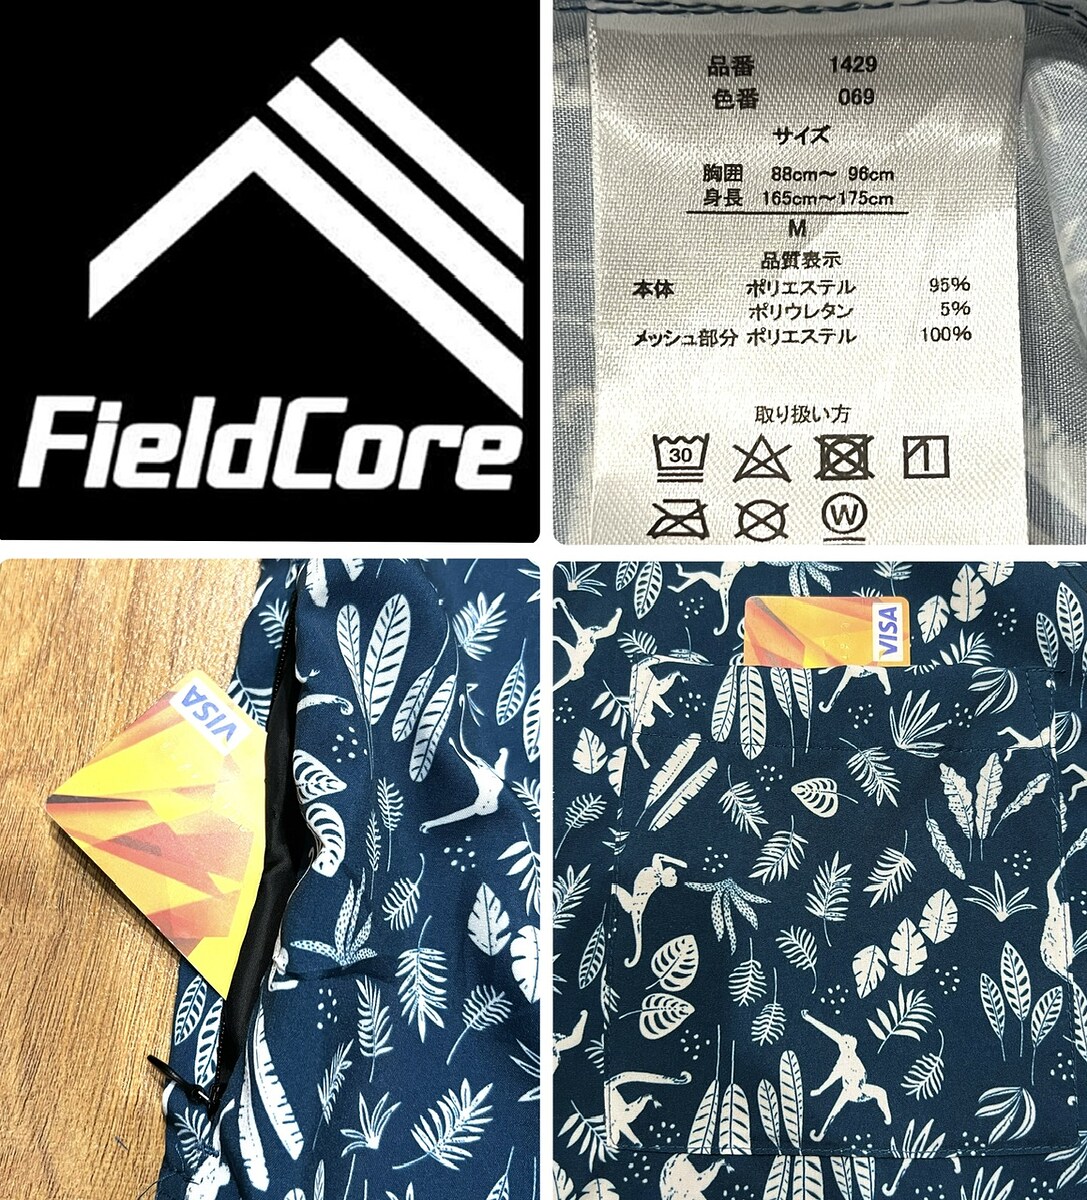 FieldCore
品番 1429
色番 069
サイズ
胸囲 88cm～ 96cm
身長 165cm～175cm
M
品質表示
本体 ポリエステル 95%
ポリウレタン 5%
メッシュ部分 ポリエステル 100%
取り扱い方
30
W
VISA
VISA